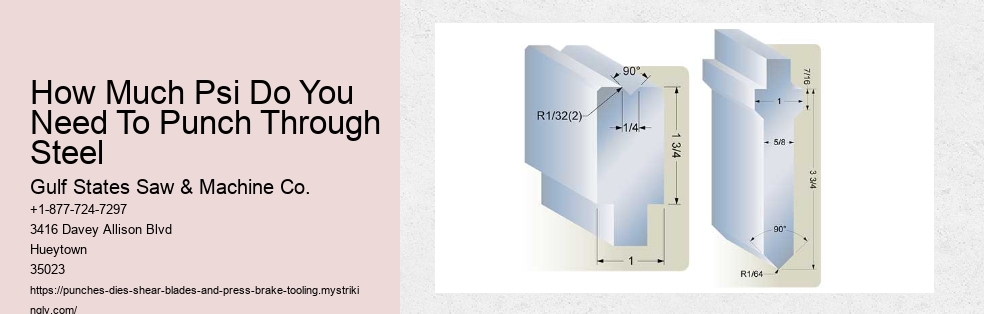 How Much Psi Do You
Need To Punch Through
Steel
Gulf States Saw & Machine Co.
+1-877-724-7297
3416 Davey Allison Blvd
Hueytown
35023
https://punches-dies-shear-blades-and-press-brake-tooling.mystriki
ngly.com/
90°
R1/32(2)
1/4
1 3/4
1
7/16
1
5/8
3 3/4
90°
R1/64